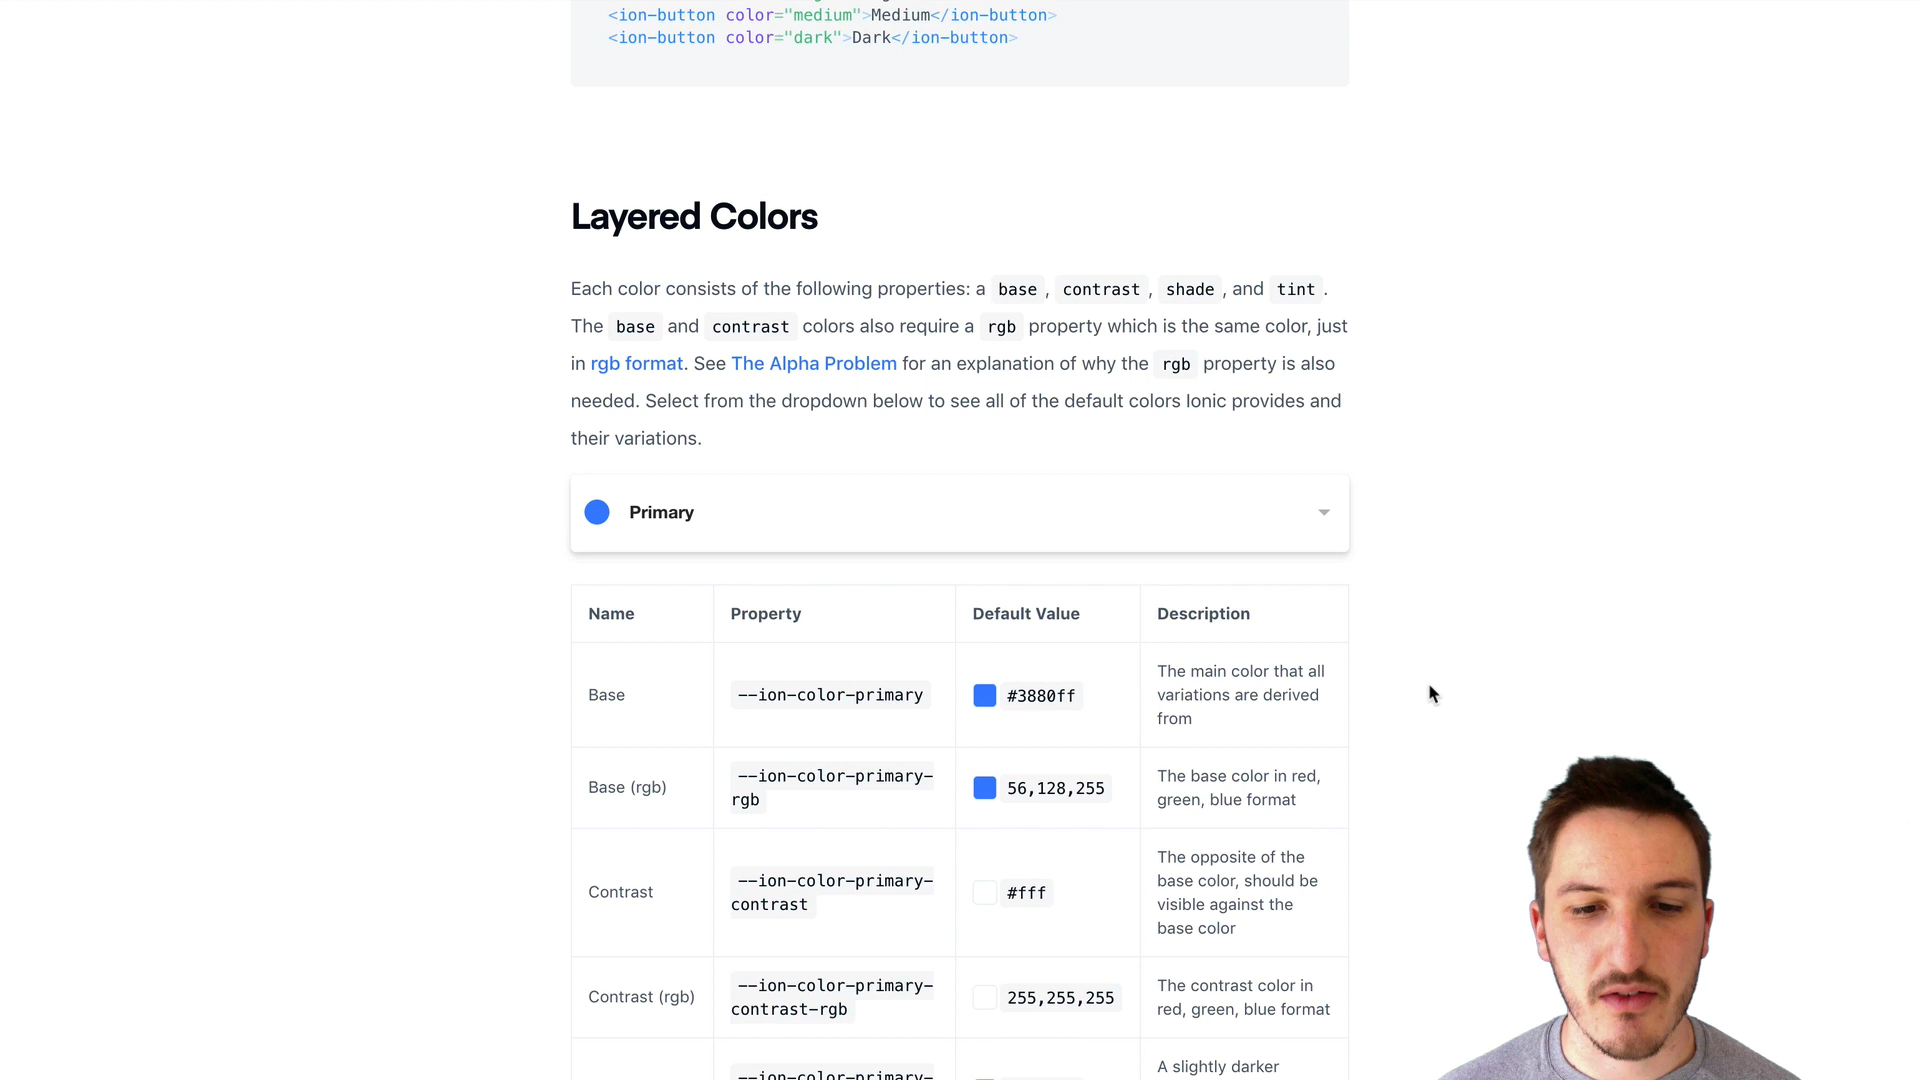 <ion-button color="medium">Medium</ion-button>
<ion-button color="dark">Dark</ion-button>
Layered Colors
Each color consists of the following properties: a base , contrast , shade , and tint .
The base and contrast colors also require a rgb property which is the same color, just
in rgb format. See The Alpha Problem for an explanation of why the rgb property is also
needed. Select from the dropdown below to see all of the default colors Ionic provides and
their variations.
Primary
Name Property Default Value Description
Base --ion-color-primary #3880ff The main color that all
variations are derived
from
Base (rgb) --ion-color-primary-
rgb 56,128,255 The base color in red,
green, blue format
Contrast --ion-color-primary-
contrast #fff The opposite of the
base color, should be
visible against the
base color
Contrast (rgb) --ion-color-primary-
contrast-rgb 255,255,255 The contrast color in
red, green, blue format
--ion-color-primary- A slightly darker